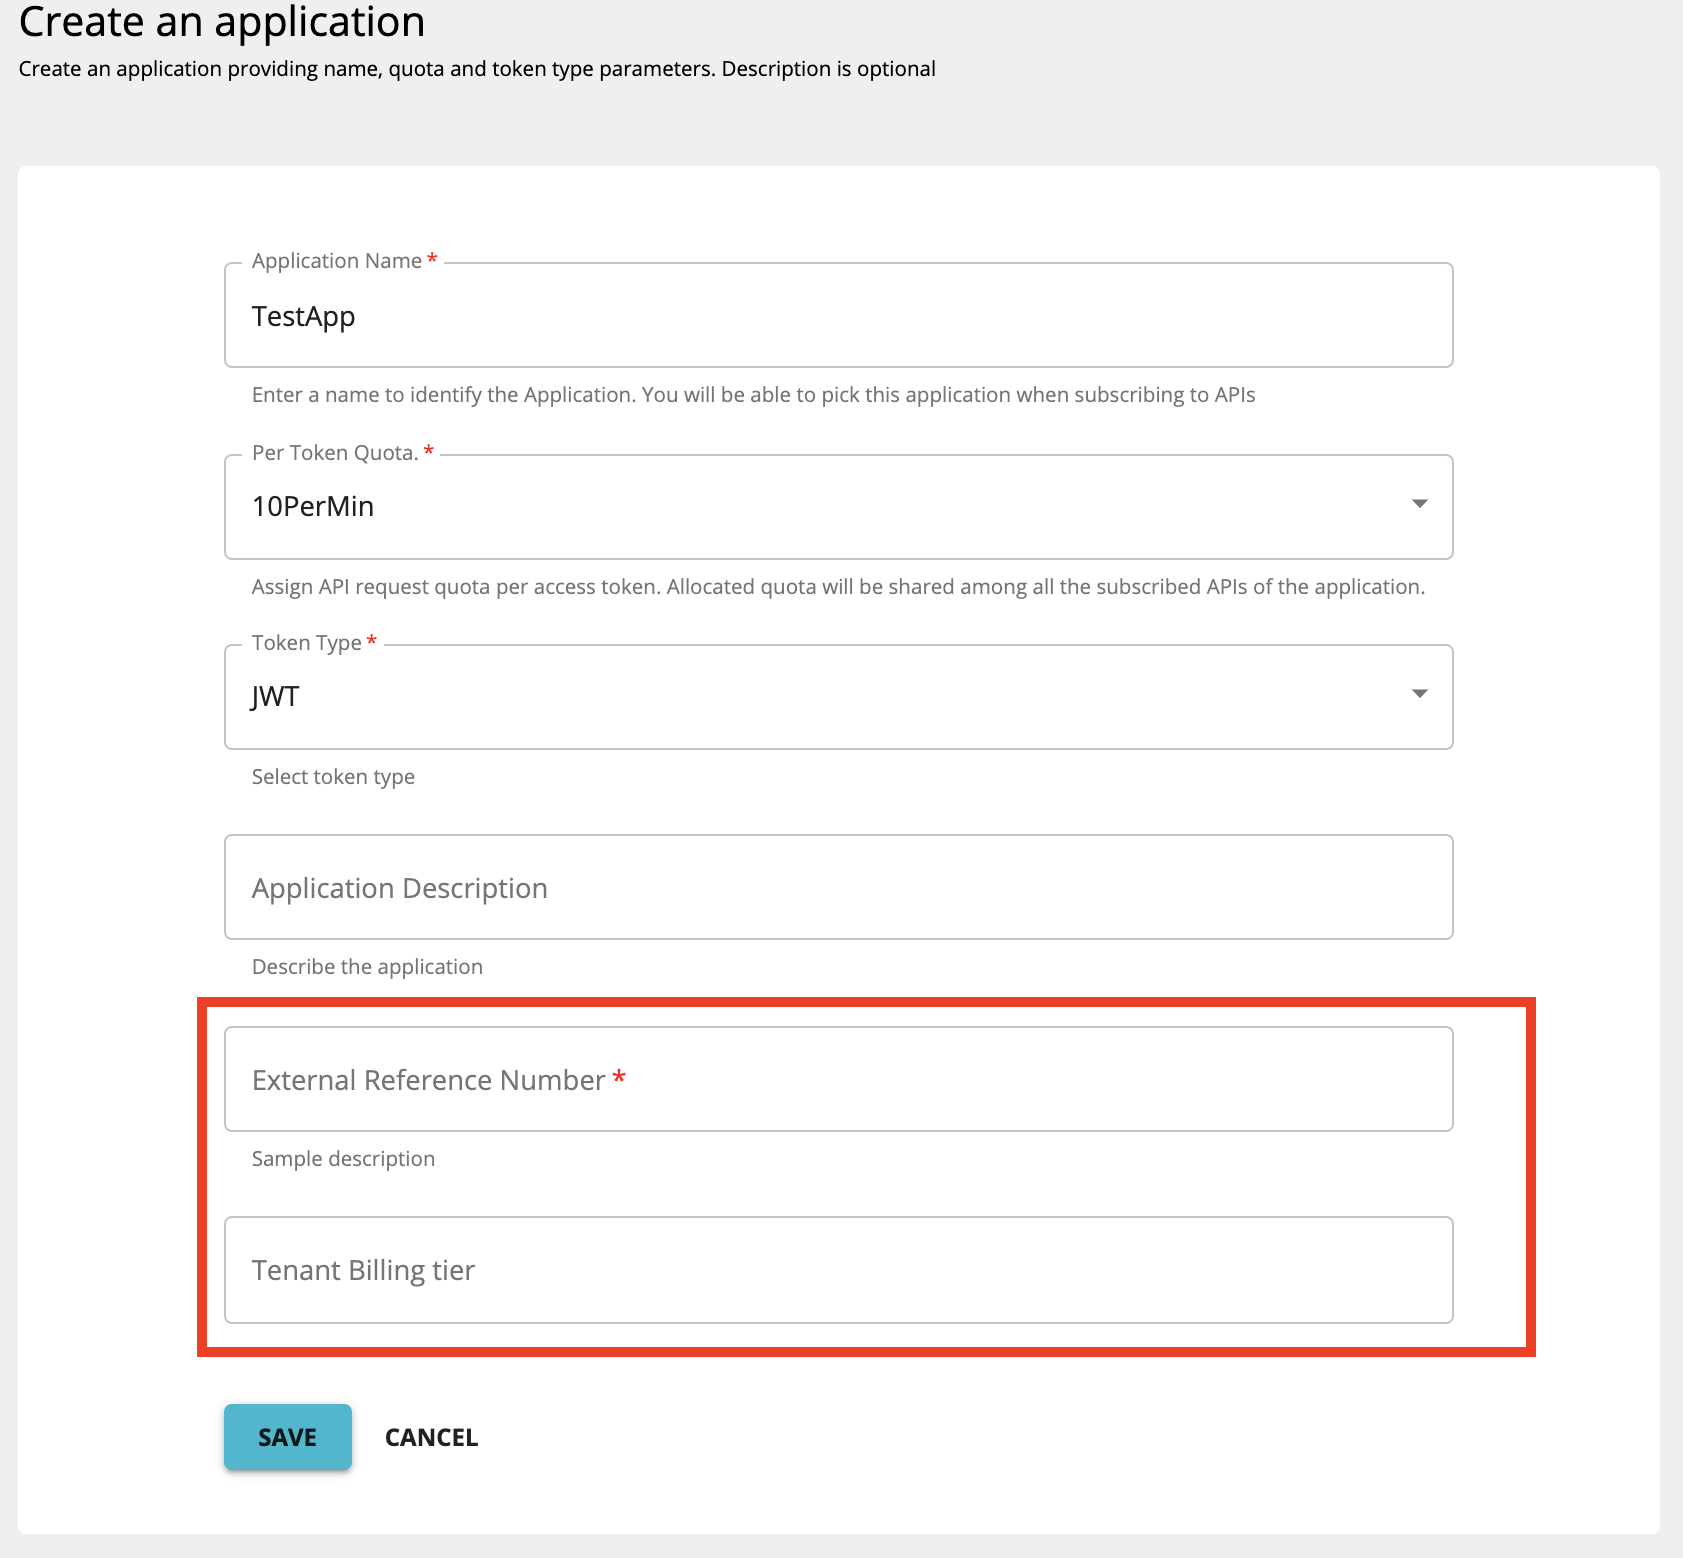 Create an application
Create an application providing name, quota and token type parameters. Description is optional
Application Name *
TestApp
Enter a name to identify the Application. You will be able to pick this application when subscribing to APIs
Per Token Quota. *
10PerMin
Assign API request quota per access token. Allocated quota will be shared among all the subscribed APIs of the application.
Token Type *
JWT
Select token type
Application Description
Describe the application
External Reference Number *
Sample description
Tenant Billing tier
SAVE CANCEL